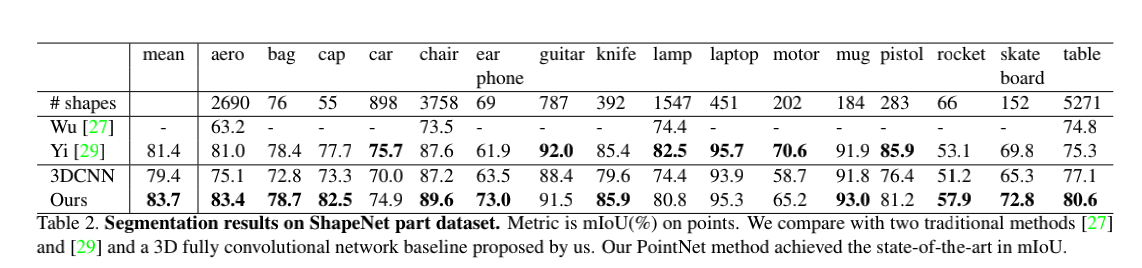 mean aero bag cap car chair ear phone guitar knife lamp laptop motor mug pistol rocket skate board table
# shapes 2690 76 55 898 3758 69 787 392 1547 451 202 184 283 66 152 5271
Wu [27] - 63.2 - - - 73.5 - - - 74.4 - - - - - - 74.8
Yi [29] 81.4 81.0 78.4 77.7 75.7 87.6 61.9 92.0 85.4 82.5 95.7 70.6 91.9 85.9 53.1 69.8 75.3
3DCNN 79.4 75.1 72.8 73.3 70.0 87.2 63.5 88.4 79.6 74.4 93.9 58.7 91.8 76.4 51.2 65.3 77.1
Ours 83.7 83.4 78.7 82.5 74.9 89.6 73.0 91.5 85.9 80.8 95.3 65.2 93.0 81.2 57.9 72.8 80.6
Table 2. Segmentation results on ShapeNet part dataset. Metric is mIoU(%) on points. We compare with two traditional methods [27]
and [29] and a 3D fully convolutional network baseline proposed by us. Our PointNet method achieved the state-of-the-art in mIoU.